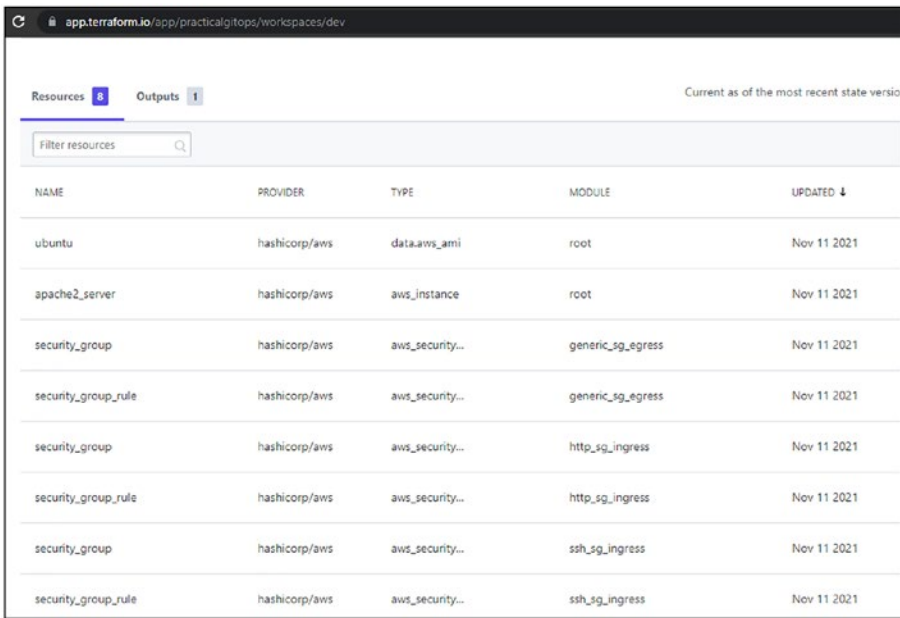 app.terraform.io/app/practicalgitops/workspaces/dev
Resources 8 Outputs 1 Current as of the most recent state versio
Filter resources
NAME PROVIDER TYPE MODULE UPDATED ↓
ubuntu hashicorp/aws data.aws_ami root Nov 11 2021
apache2_server hashicorp/aws aws_instance root Nov 11 2021
security_group hashicorp/aws aws_security... generic_sg_egress Nov 11 2021
security_group_rule hashicorp/aws aws_security... generic_sg_egress Nov 11 2021
security_group hashicorp/aws aws_security... http_sg_ingress Nov 11 2021
security_group_rule hashicorp/aws aws_security... http_sg_ingress Nov 11 2021
security_group hashicorp/aws aws_security... ssh_sg_ingress Nov 11 2021
security_group_rule hashicorp/aws aws_security... ssh_sg_ingress Nov 11 2021